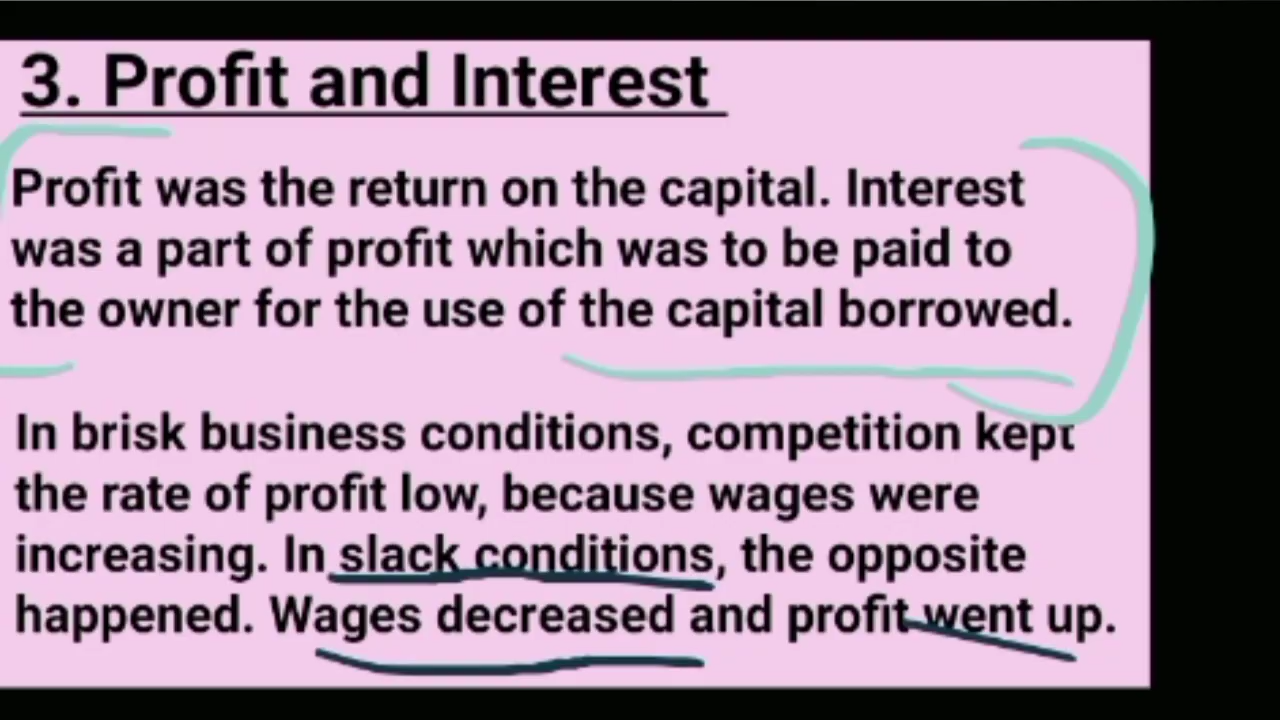 3. Profit and Interest
Profit was the return on the capital. Interest
was a part of profit which was to be paid to
the owner for the use of the capital borrowed.
In brisk business conditions, competition kept
the rate of profit low, because wages were
increasing. In slack conditions, the opposite
happened. Wages decreased and profit went up.